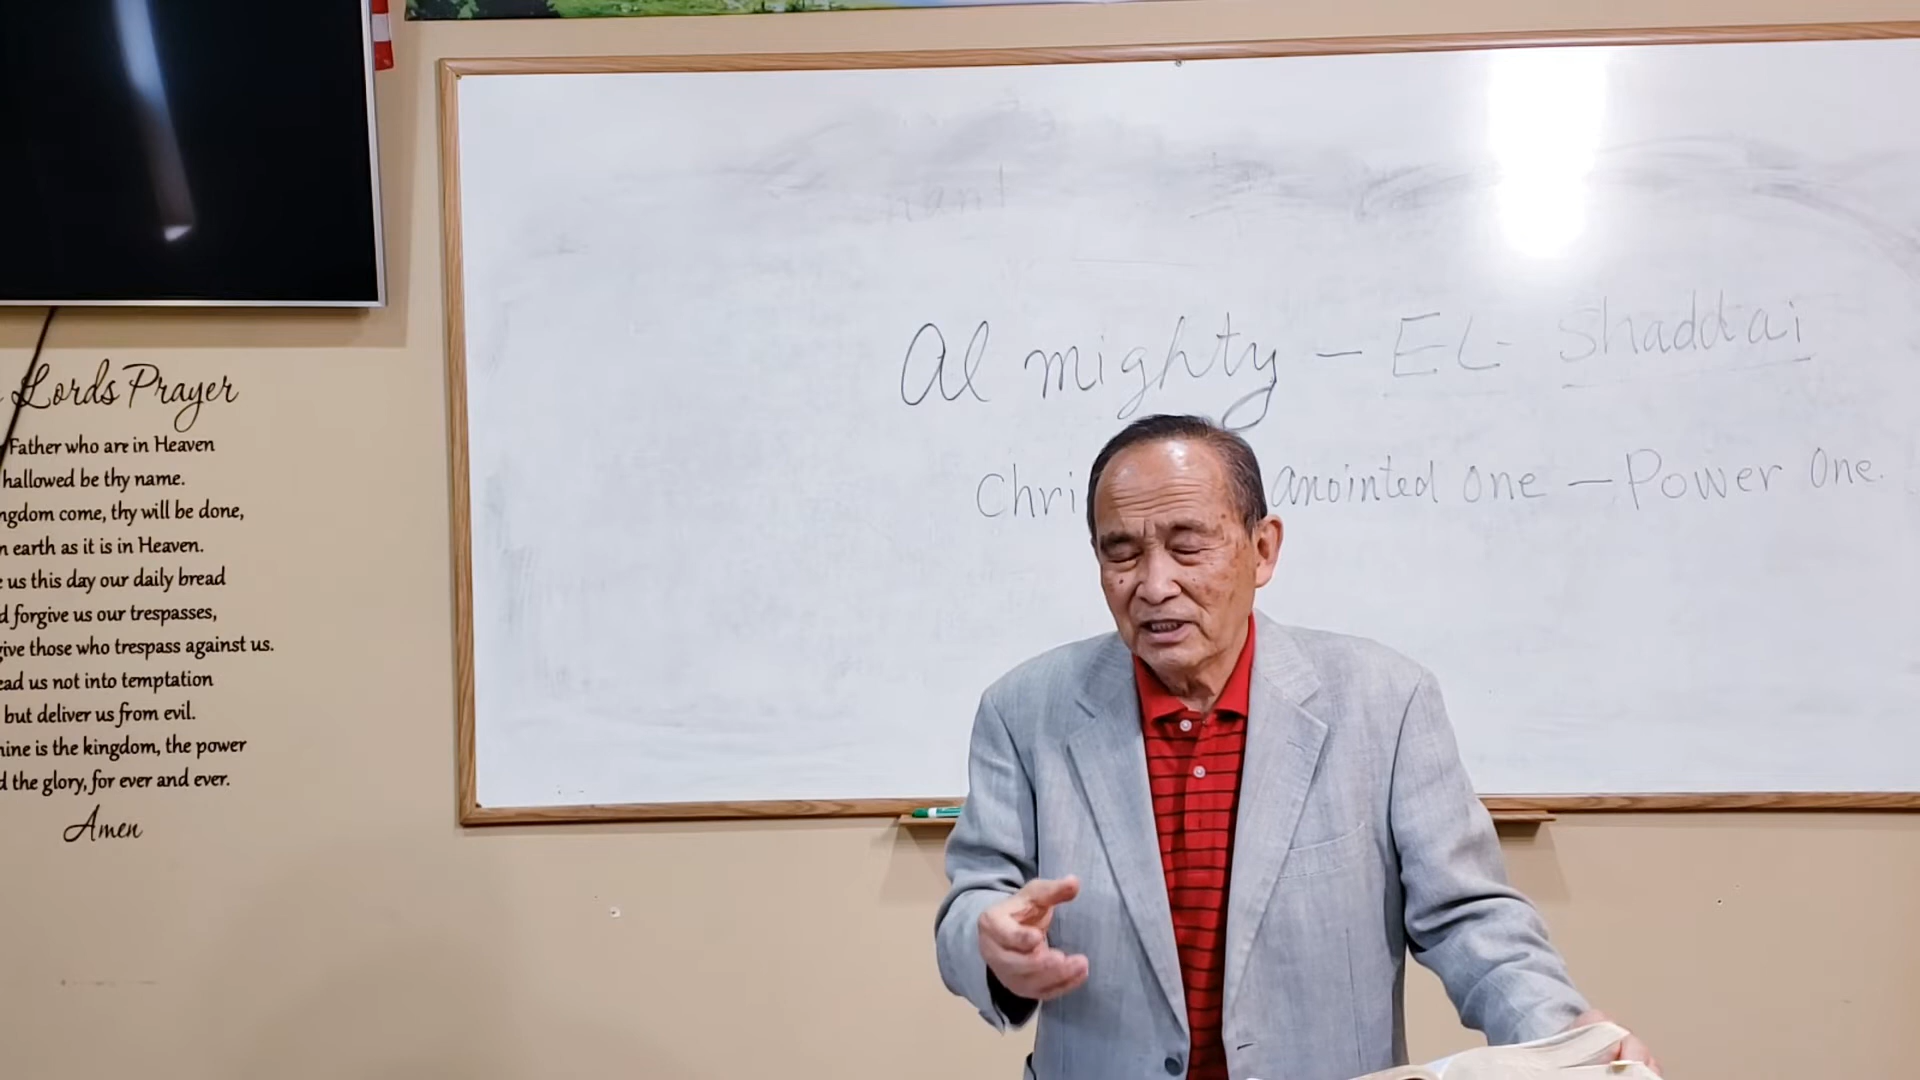 Lords Prayer
Father who are in Heaven
hallowed be thy name.
ngdom come, thy will be done,
n earth as it is in Heaven.
e us this day our daily bread
d forgive us our trespasses,
give those who trespass against us.
ead us not into temptation
but deliver us from evil.
hine is the kingdom, the power
d the glory, for ever and ever.
Amen
Al mighty - EL- Shaddai
Chri anointed one - Power One.